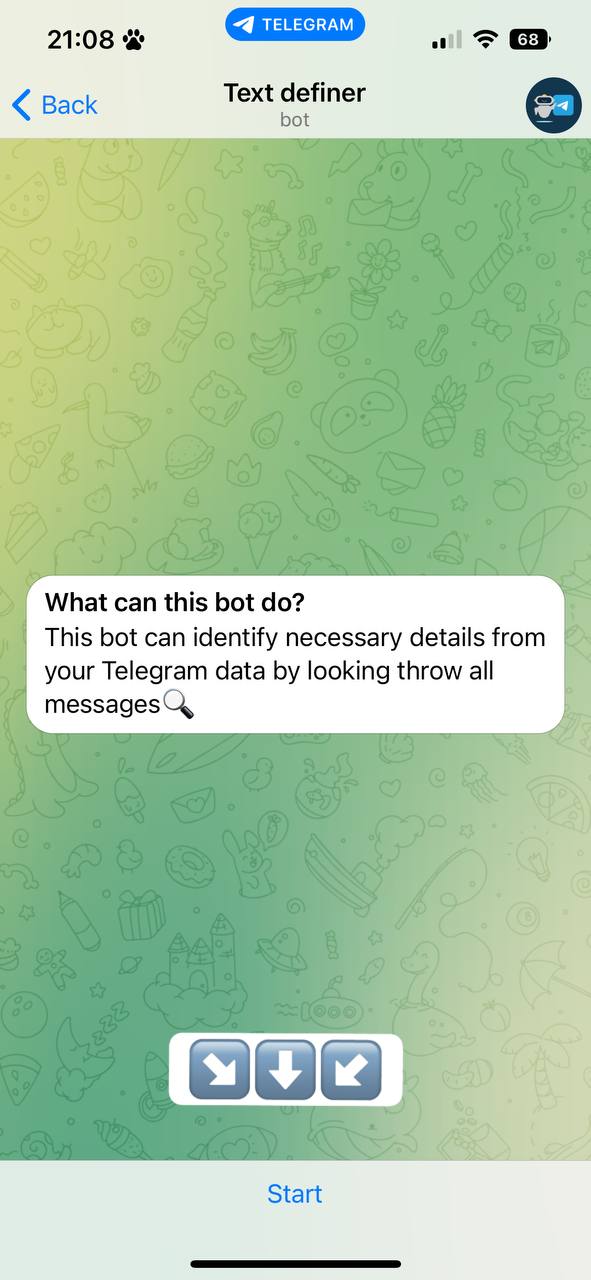 21:08
TELEGRAM
68
Back
Text definer
bot
What can this bot do?
This bot can identify necessary details from
your Telegram data by looking throw all
messages🔍
Start